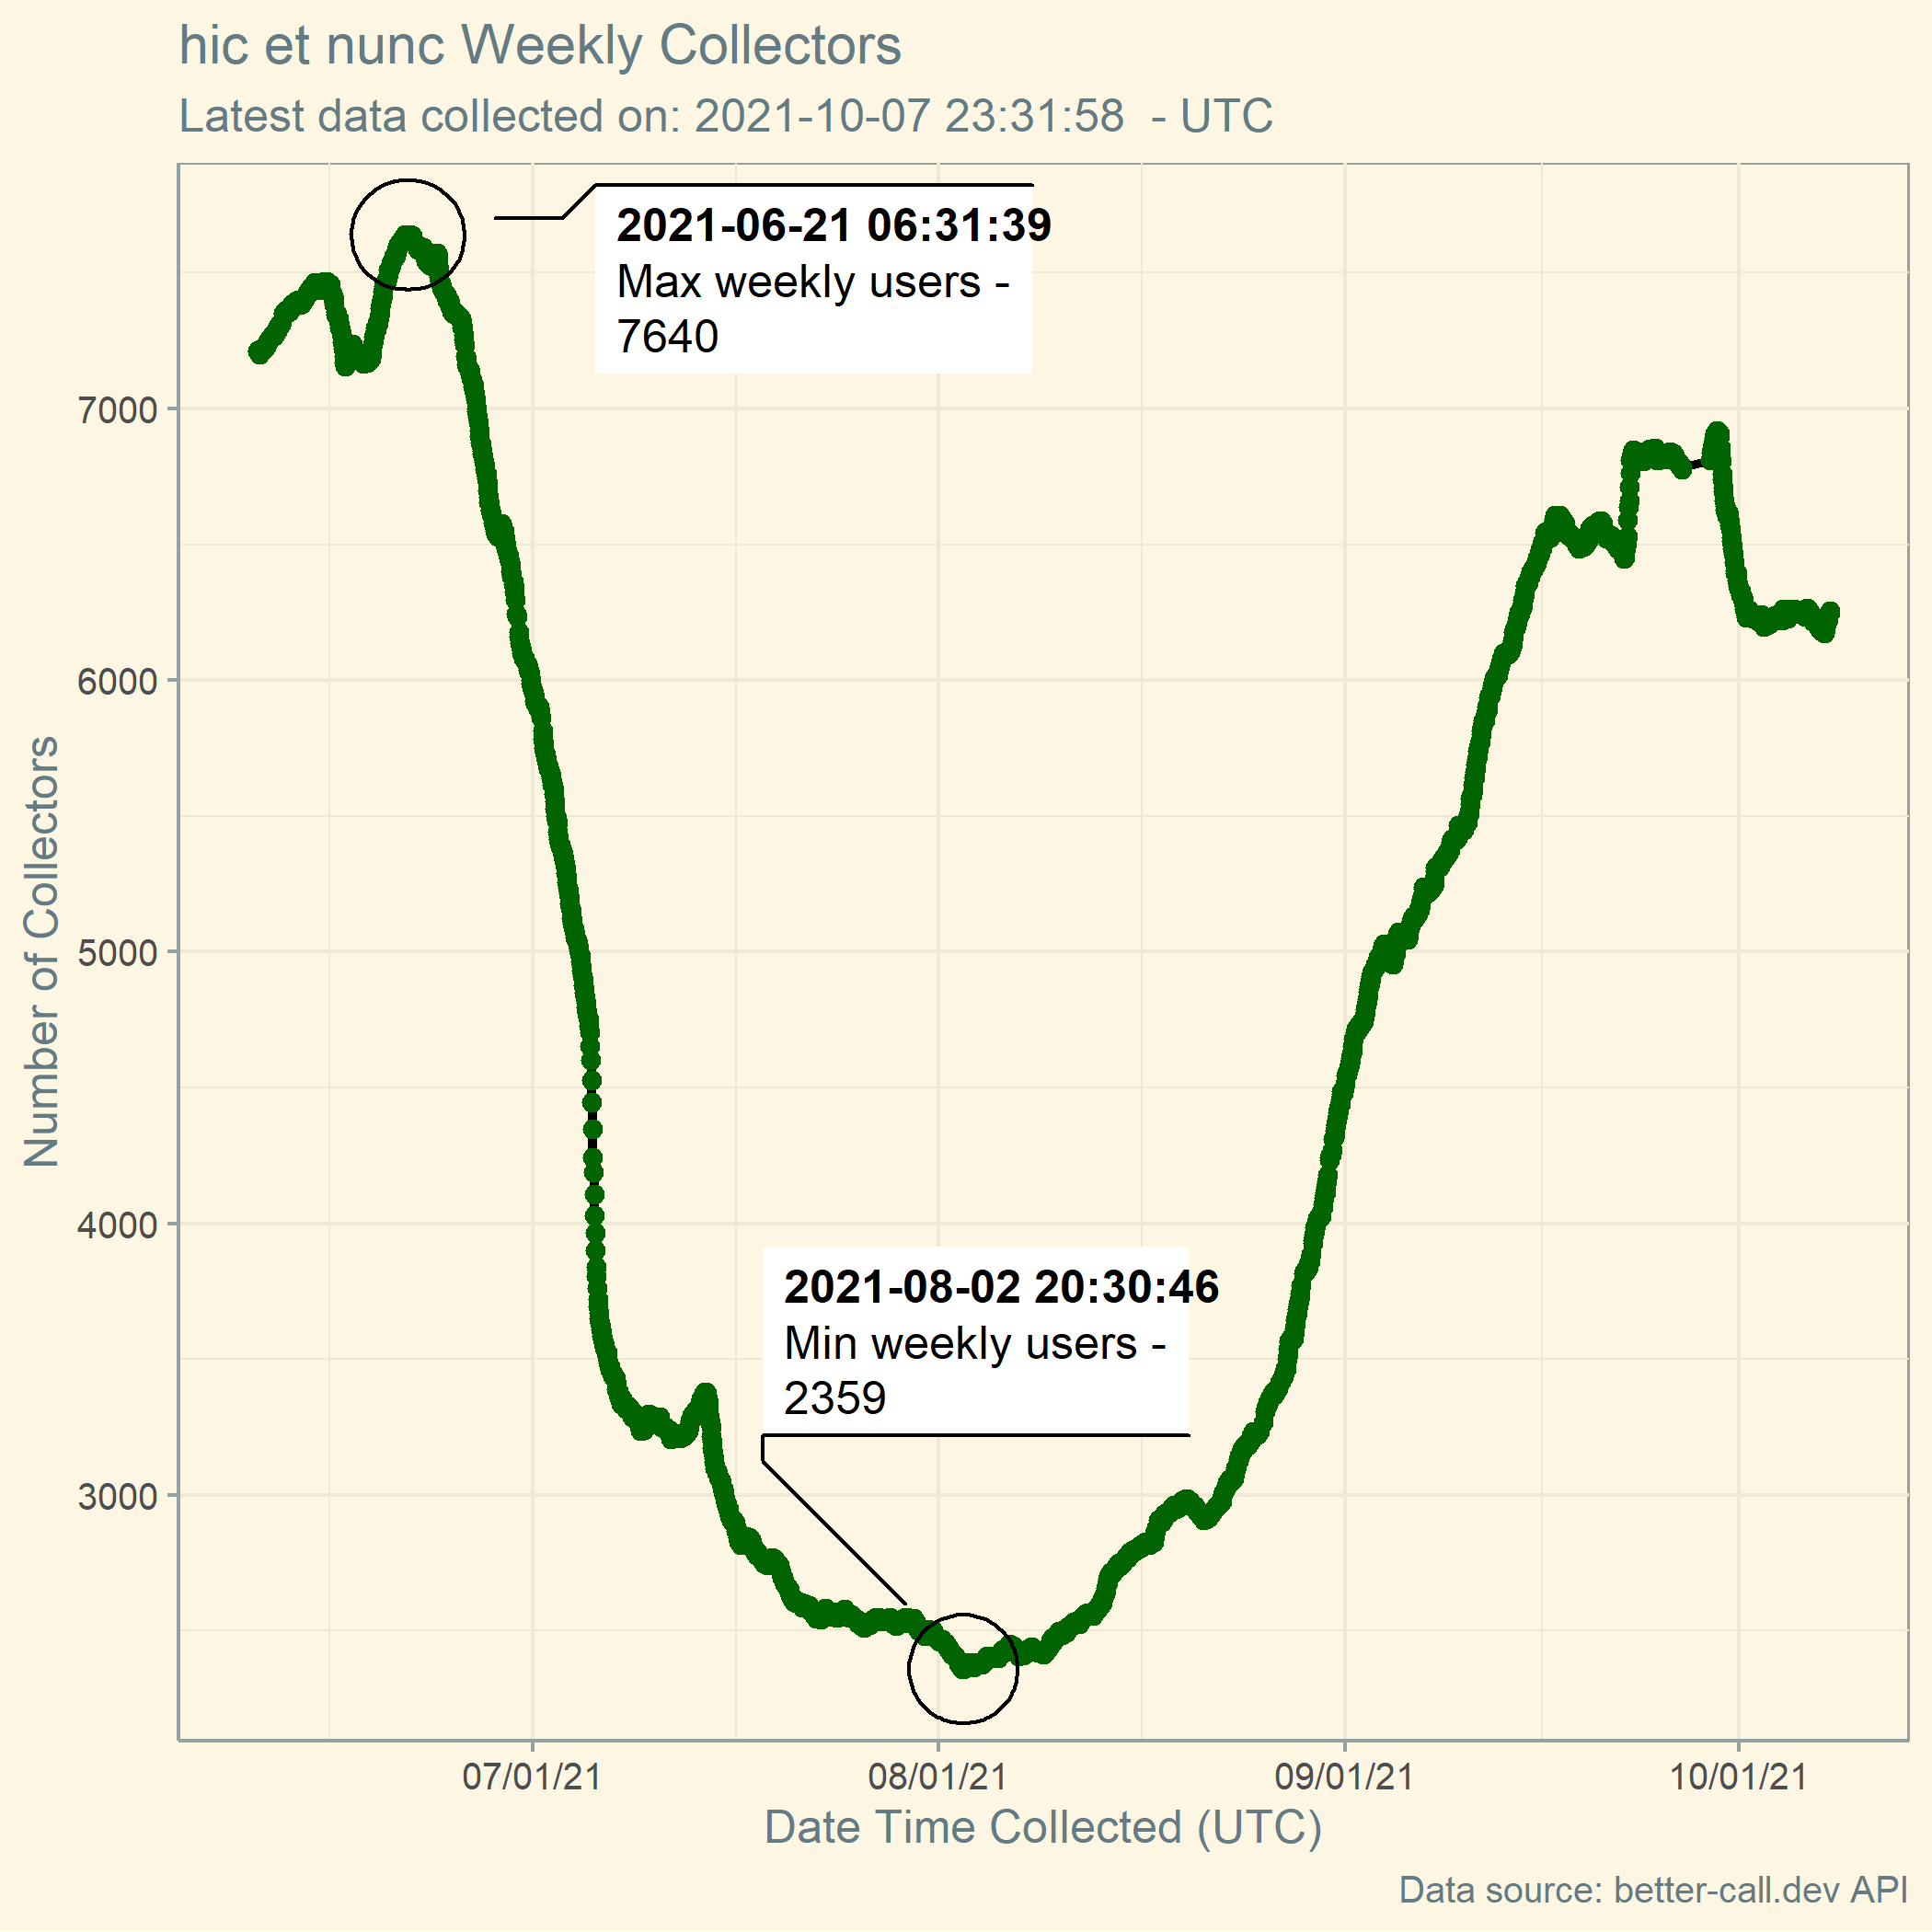 hic et nunc Weekly Collectors
Latest data collected on: 2021-10-07 23:31:58  - UTC
2021-06-21 06:31:39
Max weekly users -
7640
7000
6000
5000
4000
3000
Number of Collectors
2021-08-02 20:30:46
Min weekly users -
2359
07/01/21
08/01/21
09/01/21
10/01/21
Date Time Collected (UTC)
Data source: better-call.dev API